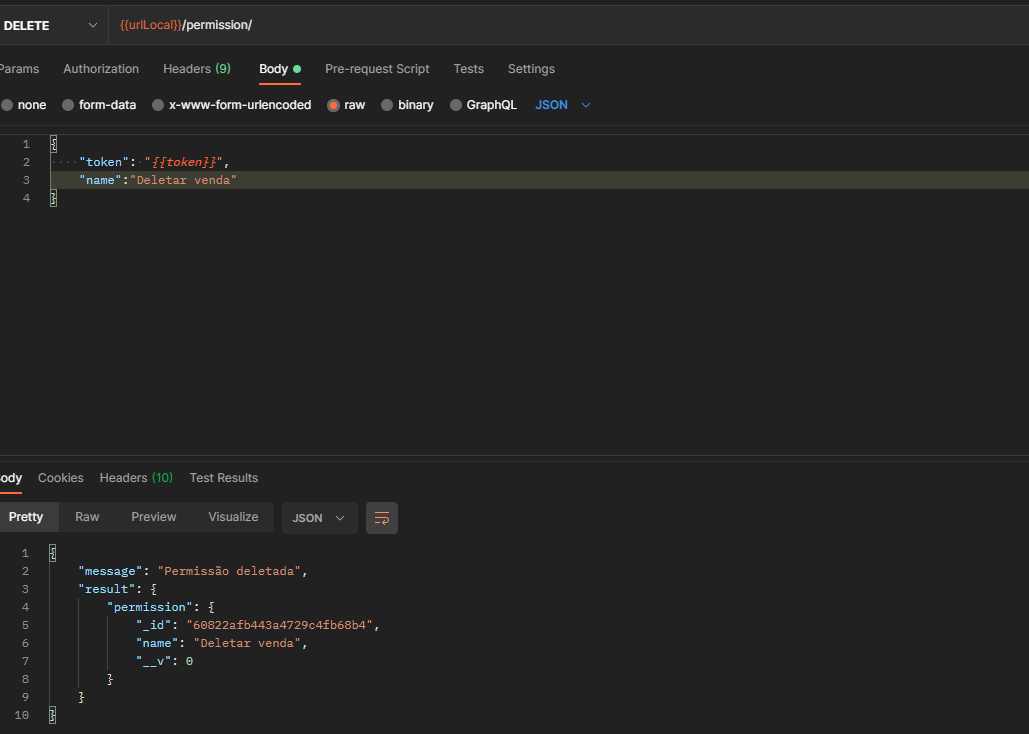 DELETE {{urlLocal}}/permission/
Params Authorization Headers (9) Body Pre-request Script Tests Settings
none form-data x-www-form-urlencoded raw binary GraphQL JSON
1 {
2 "token": "{{token}}",
3 "name":"Deletar venda"
4 }
ody Cookies Headers (10) Test Results
Pretty Raw Preview Visualize JSON
1 {
2 "message": "Permissão deletada",
3 "result": {
4 "permission": {
5 "_id": "60822afb443a4729c4fb68b4",
6 "name": "Deletar venda",
7 "__v": 0
8 }
9 }
10 }